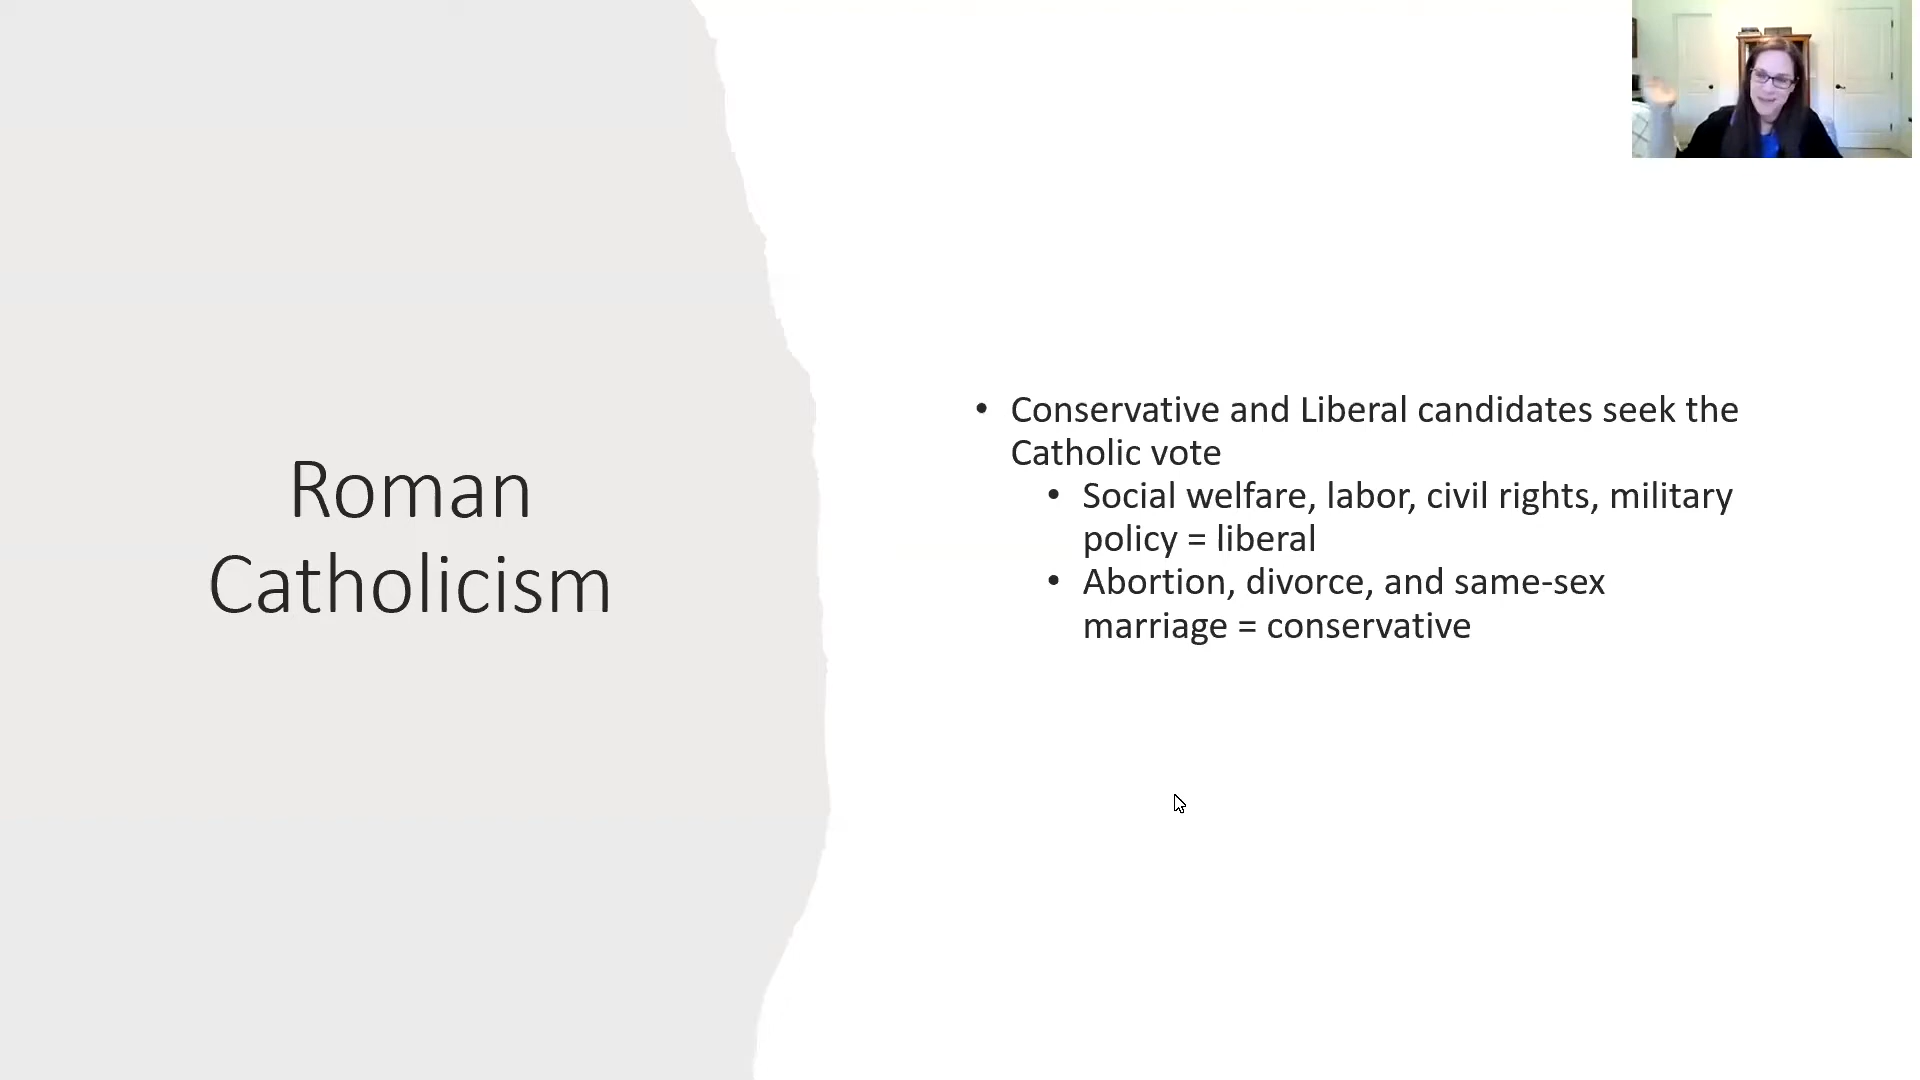 Roman
Catholicism
• Conservative and Liberal candidates seek the
Catholic vote
• Social welfare, labor, civil rights, military
policy = liberal
• Abortion, divorce, and same-sex
marriage = conservative